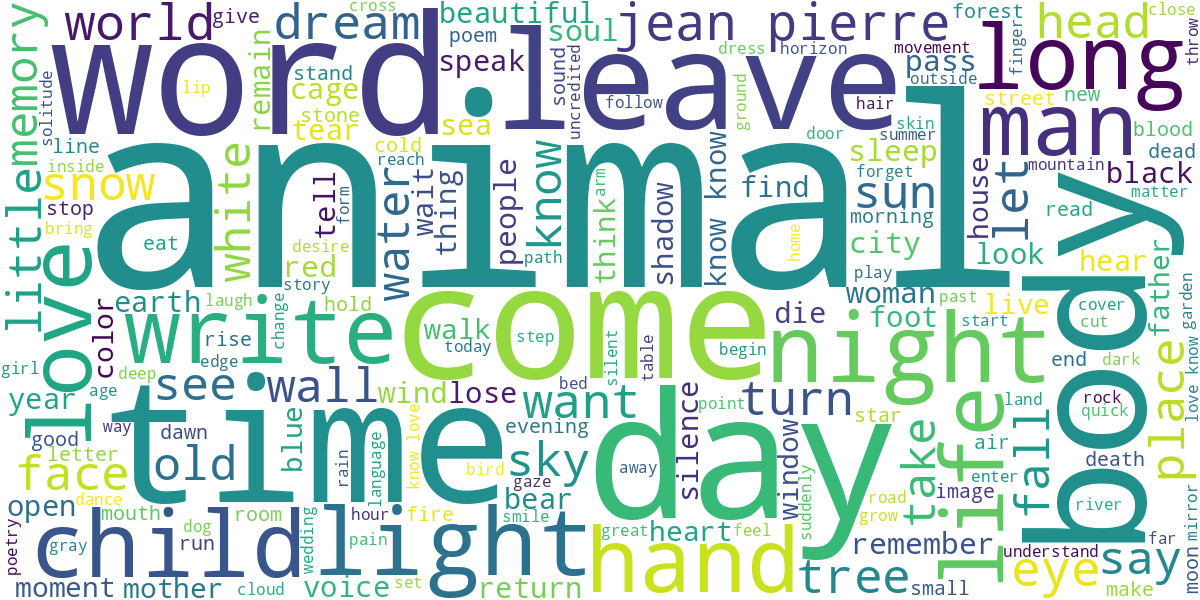 world give dream cross beautiful jean pierre forest head close
poem soul dress horizon movement finger throw
word leave long
memory solitude lip remain stand cage stone tear speak sound uncredited follow ground hair pass outside street new man
sea skin summer blood
line cold door sleep dead
inside animal
snow white tell reach wait people know think shadow know know find forget mountain black
stop form thing arm sun house let matter
bring eat desire water path home morning look read
little love red story city hear father
color earth laugh change hold play woman past live cover
write come walk step die foot start cut
rise today silent table begin night dark
girl edge see wall wind lose bed want turn end land rock quick place garden love know
age deep year way dawn blue evening point star life fall body
good letter old time language know love bird gaze sky day away silence window take air death
face rain enter
open dance mouth room hour fire bear suddenly road image river
poetry gray dog run wedding pain smile great heart feel grow remember understand far
child light hand tree eye say moon mirror
moment mother cloud voice set return small make